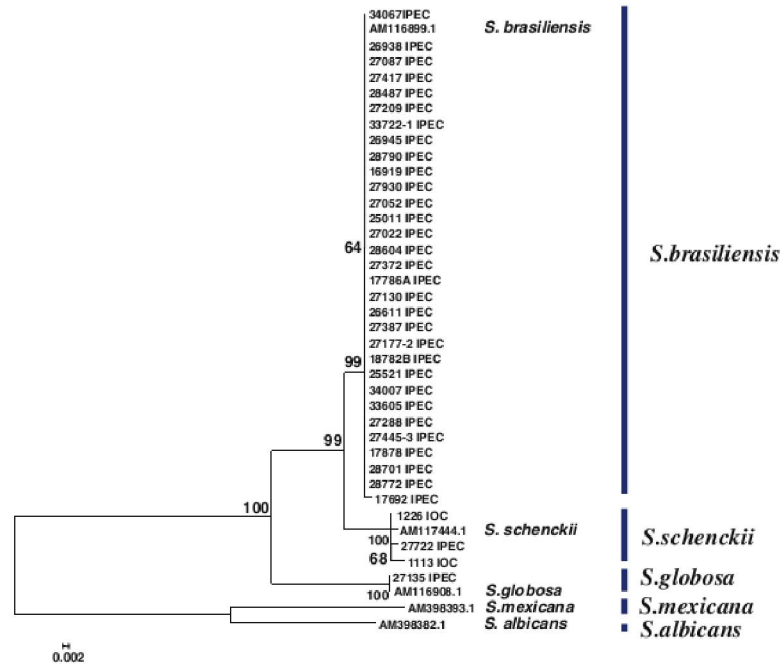 34067IPEC
AM116899.1 S. brasiliensis
26938 IPEC
27087 IPEC
27417 IPEC
28487 IPEC
27209 IPEC
33722-1 IPEC
26945 IPEC
28790 IPEC
16919 IPEC
27930 IPEC
27052 IPEC
25011 IPEC
27022 IPEC
64
28604 IPEC
S.brasiliensis
27372 IPEC
17786A IPEC
27130 IPEC
26611 IPEC
27387 IPEC
27177-2 IPEC
18782B IPEC
99
25521 IPEC
34007 IPEC
33605 IPEC
27288 IPEC
27445-3 IPEC
99
17878 IPEC
28701 IPEC
28772 IPEC
17692 IPEC
100
1226 IOC
AM117444.1 S. schenckii
S.schenckii
100
27722 IPEC
68
1113 IOC
27135 IPEC
S.globosa
100
AM116908.1 S.globosa
AM398393.1 S.mexicana
S.mexicana
AM398382.1 S. albicans
S.albicans
0.002